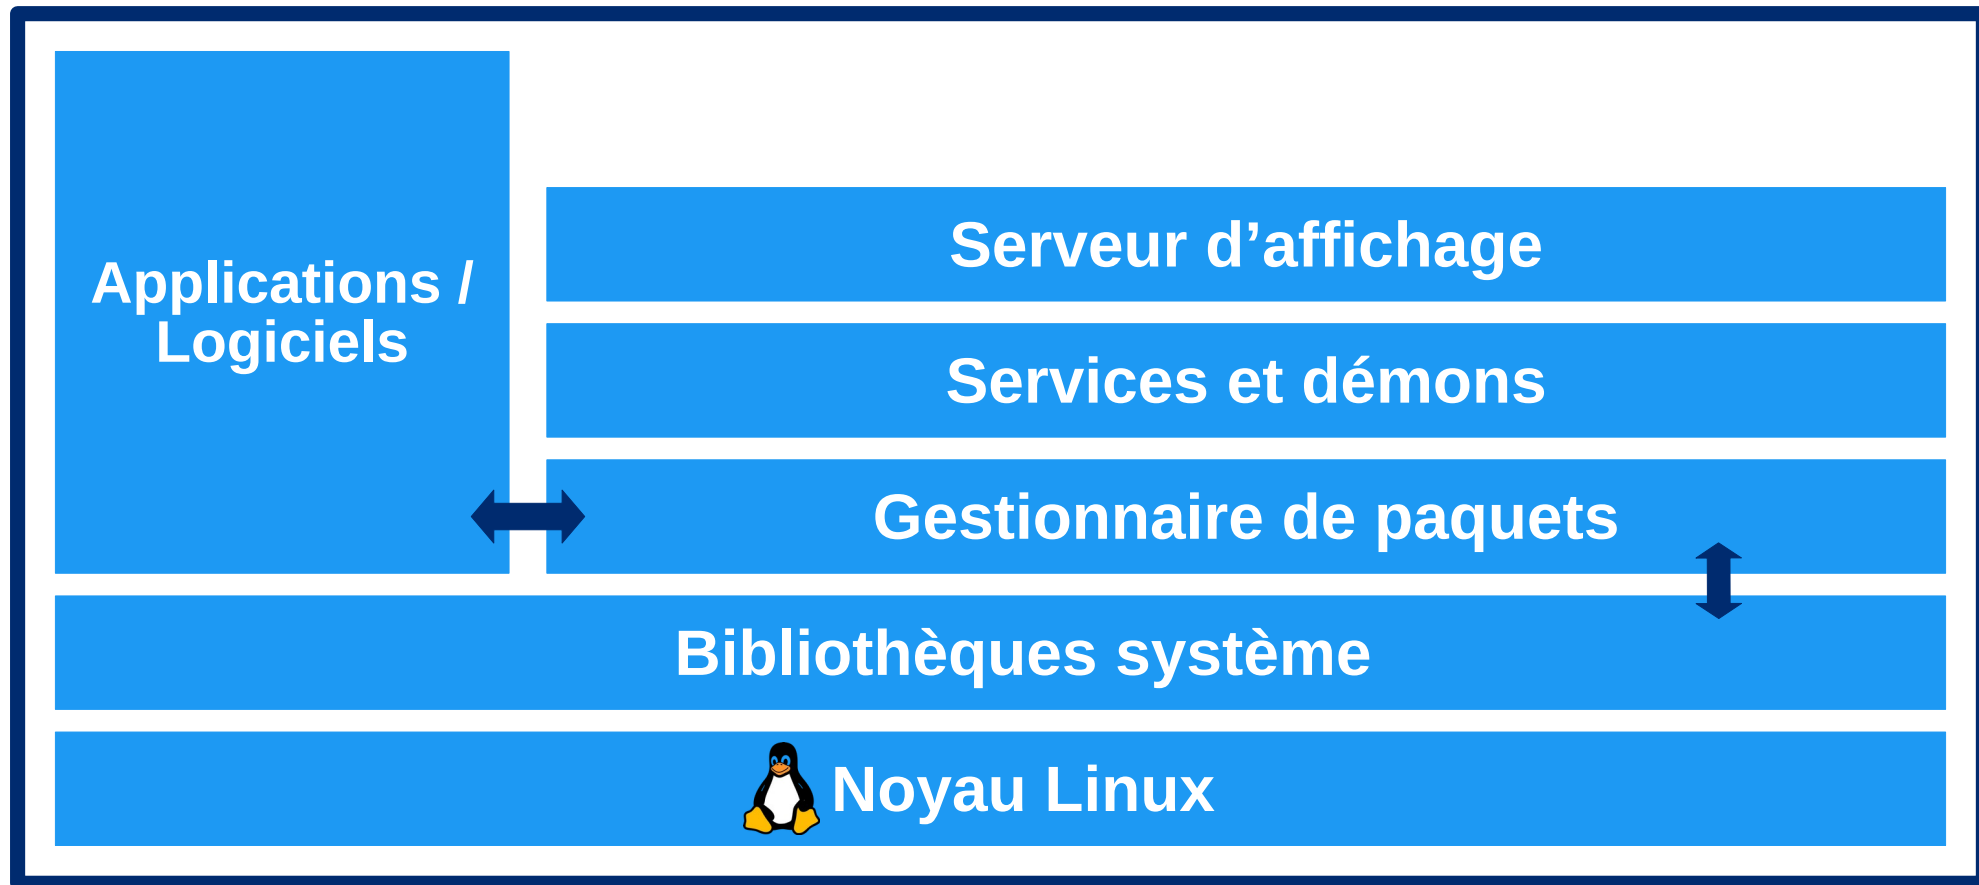 Applications /
Logiciels
Serveur d’affichage
Services et démons
Gestionnaire de paquets
Bibliothèques système
Noyau Linux